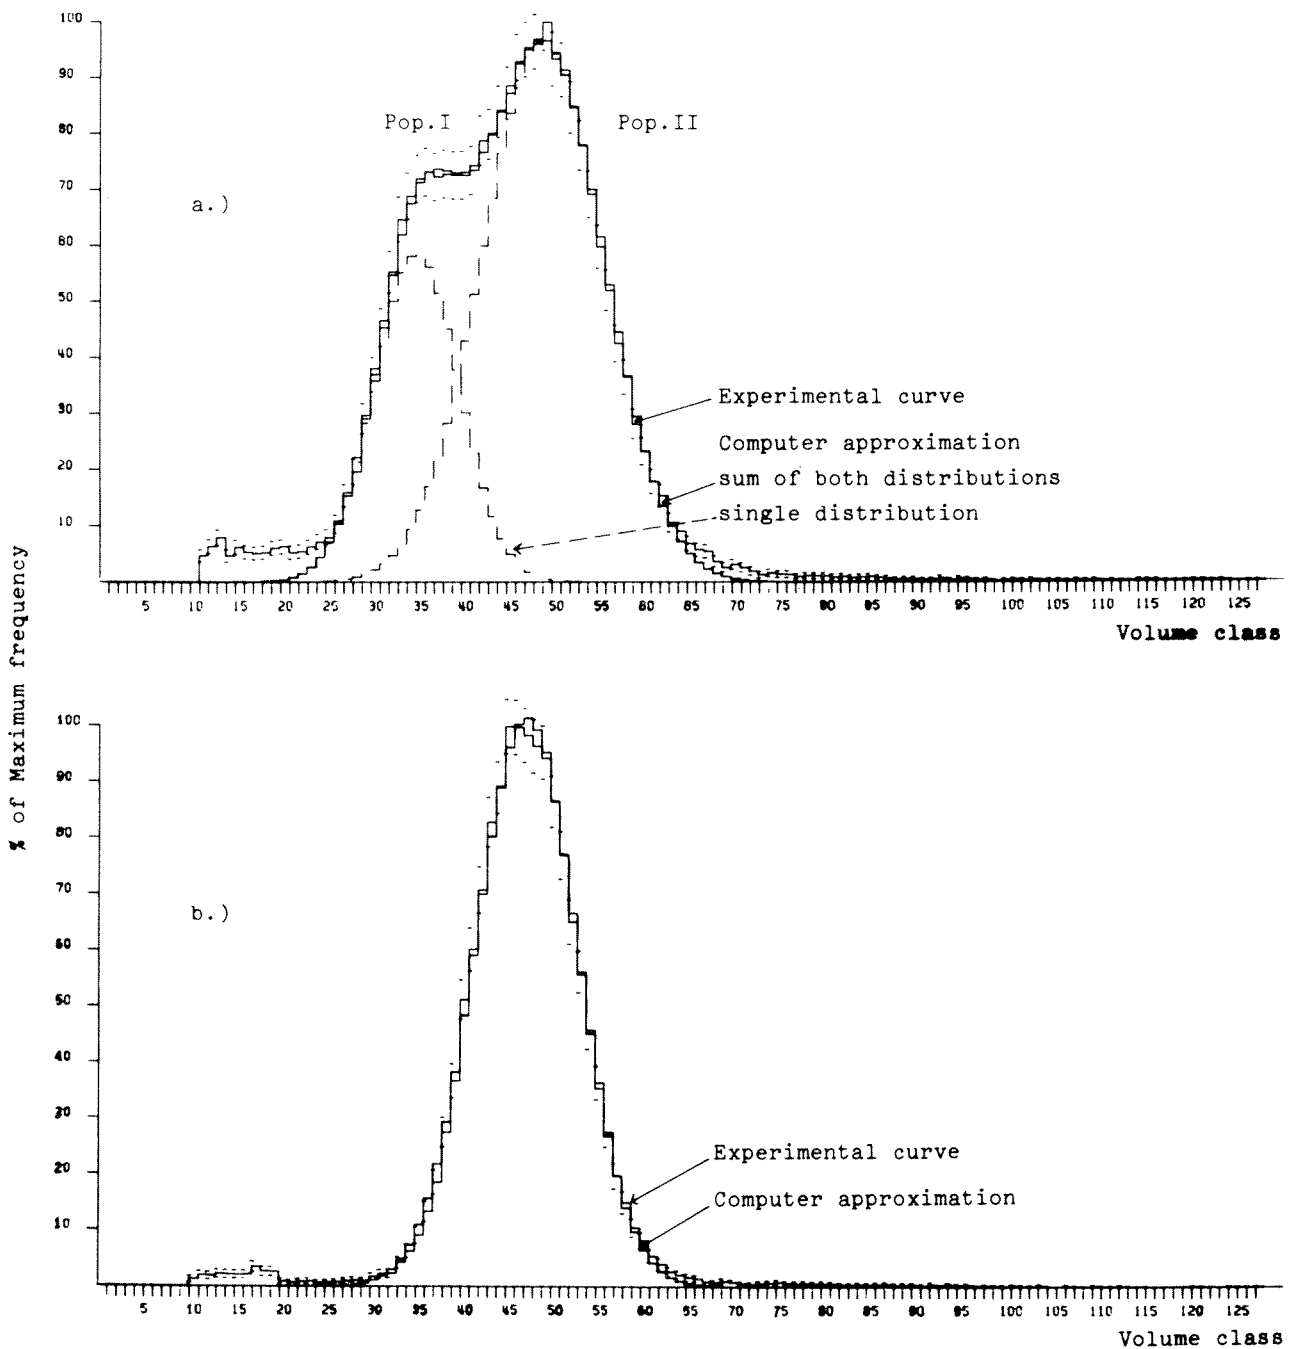 100
90
80
70
60
50
40
30
20
10
Pop.I
Pop.II
a.)
Experimental curve
Computer approximation
sum of both distributions
single distribution
5 10 15 20 25 30 35 40 45 50 55 60 65 70 75 80 85 90 95 100 105 110 115 120 125
Volume class
% of Maximum frequency
100
90
80
70
60
50
40
30
20
10
b.)
Experimental curve
Computer approximation
5 10 15 20 25 30 35 40 45 50 55 60 65 70 75 80 85 90 95 100 105 110 115 120 125
Volume class